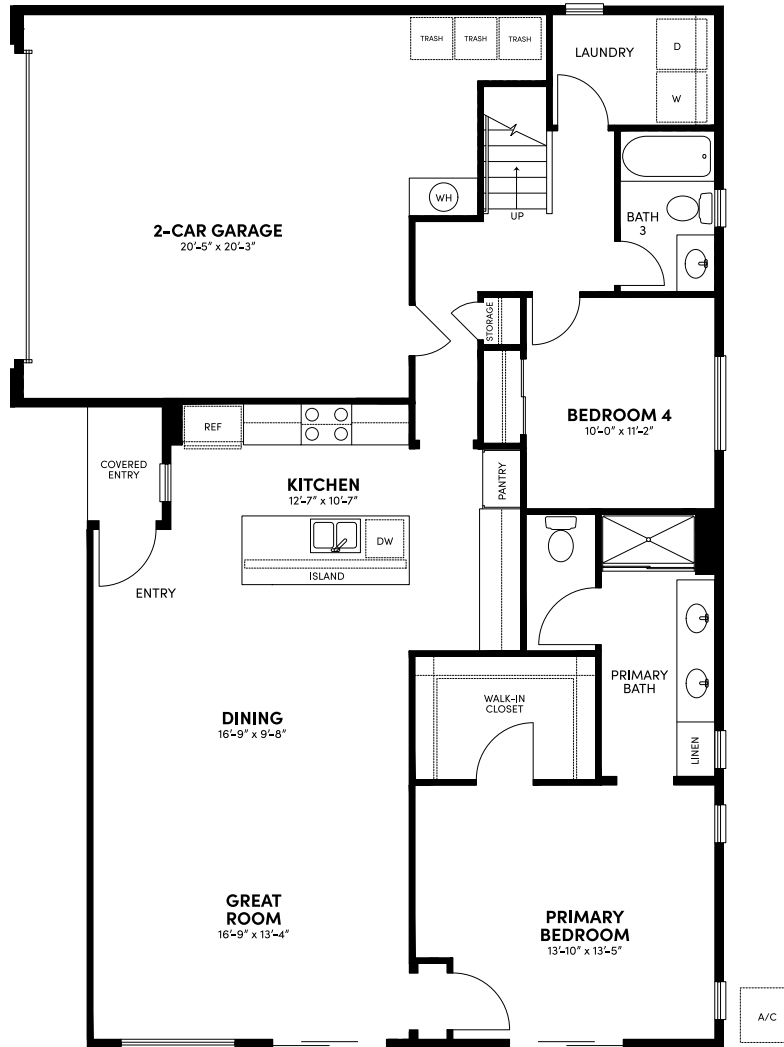 TRASH
TRASH
TRASH
LAUNDRY
D
W
WH
UP
BATH
3
2-CAR GARAGE
20'-5" x 20'-3"
STORAGE
BEDROOM 4
10'-0" x 11'-2"
REF
COVERED
ENTRY
KITCHEN
12'-7" x 10'-7"
PANTRY
DW
ISLAND
ENTRY
PRIMARY
BATH
WALK-IN
CLOSET
DINING
16'-9" x 9'-8"
LINEN
GREAT
ROOM
16'-9" x 13'-4"
PRIMARY
BEDROOM
13'-10" x 13'-5"
A/C